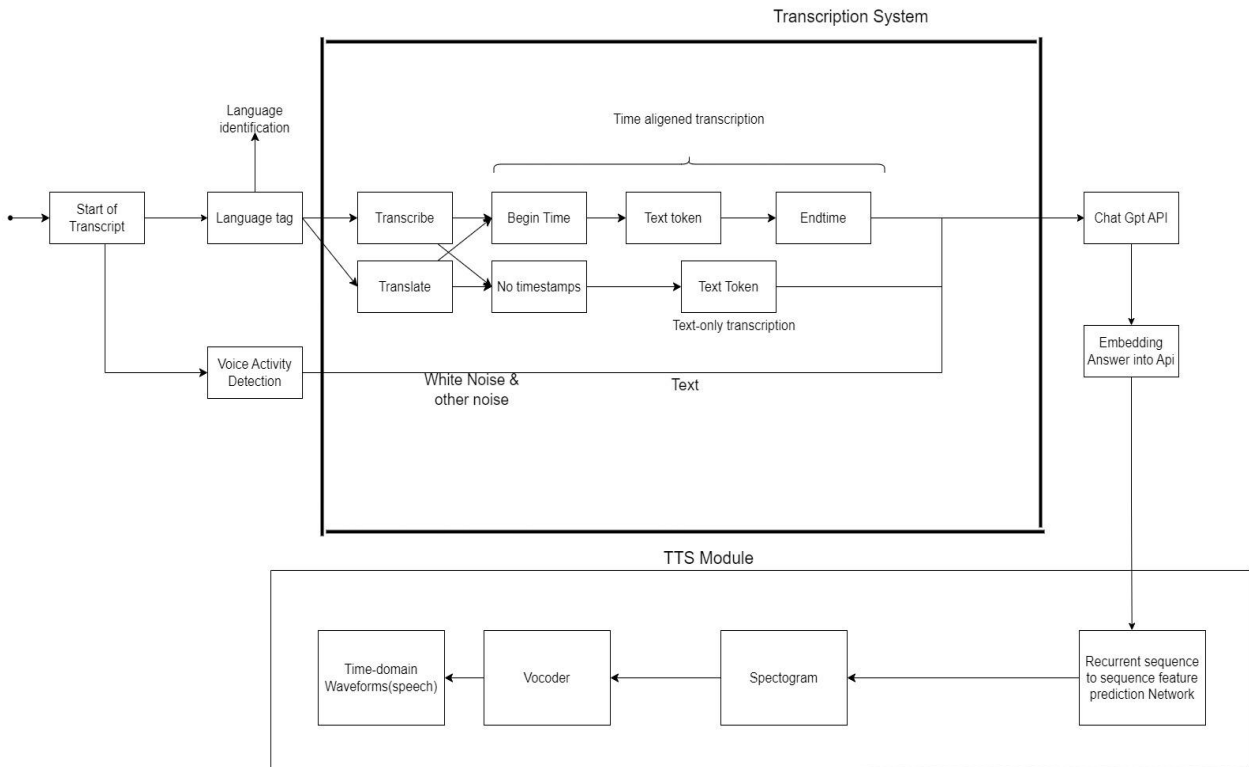 Transcription System
Language
identification
Time aligened transcription
Start of
Transcript
Language tag
Transcribe
Begin Time
Text token
Endtime
Chat Gpt API
Translate
No timestamps
Text Token
Text-only transcription
Voice Activity
Detection
White Noise &
other noise
Text
Embedding
Answer into Api
TTS Module
Time-domain
Waveforms(speech)
Vocoder
Spectogram
Recurrent sequence
to sequence feature
prediction Network